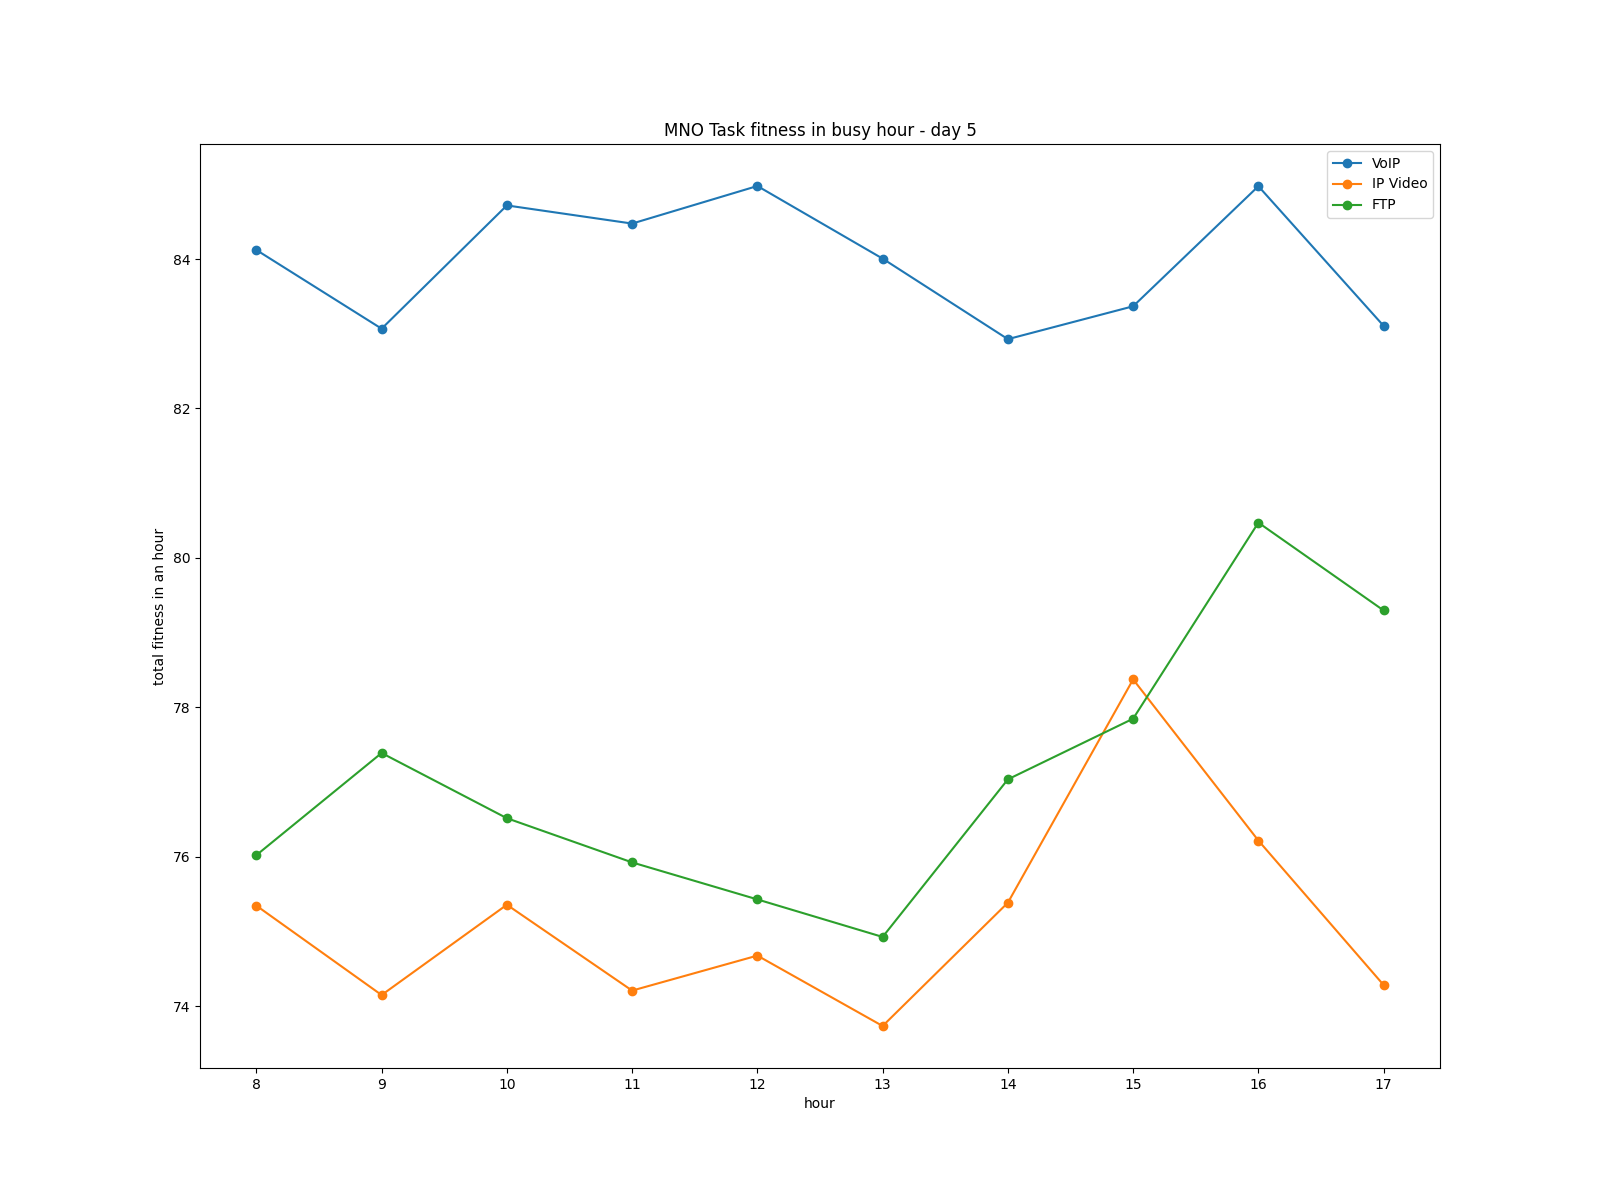 MNO Task fitness in busy hour - day 5
VoIP
IP Video
FTP
84
82
80
78
76
74
total fitness in an hour
8 9 10 11 12 13 14 15 16 17
hour